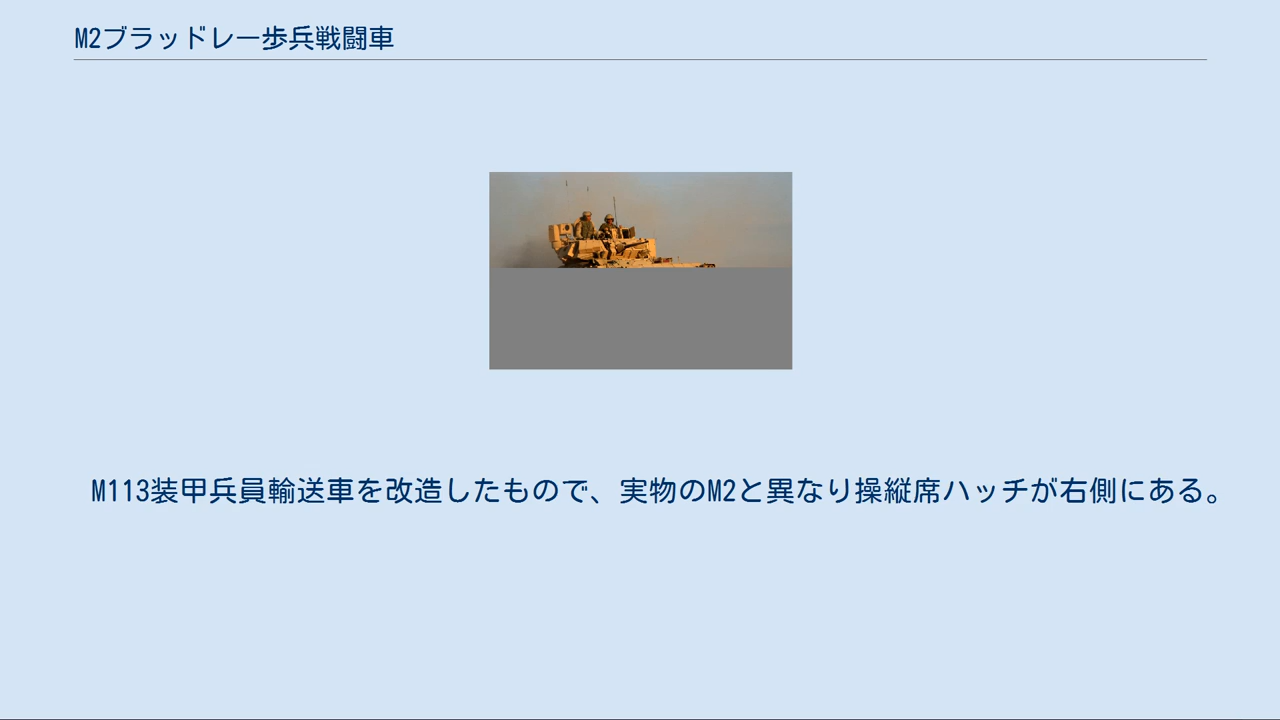 M2ブラッドレー歩兵戦闘車
M113装甲兵員輸送車を改造したもので、実物のM2と異なり操縦席ハッチが右側にある。